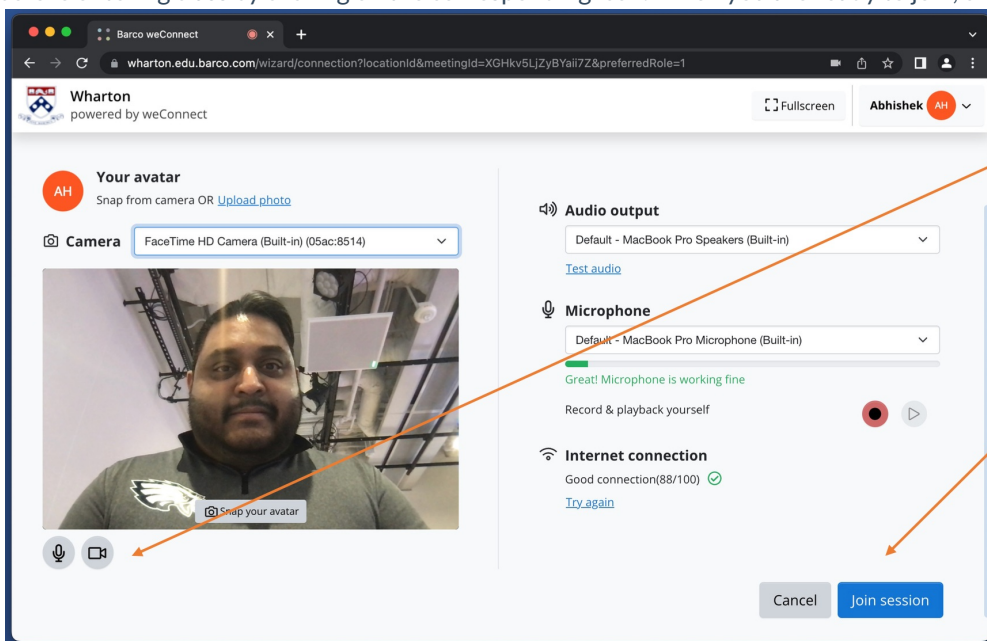 Barco weConnect
wharton.edu.barco.com/wizard/connection?locationId&meetingId=XGHkv5LjZyBYaii7Z&preferredRole=1
Wharton
powered by weConnect
Fullscreen
Abhishek AH
AH
Your avatar
Snap from camera OR Upload photo
Camera
FaceTime HD Camera (Built-in) (05ac:8514)
Snap your avatar
Audio output
Default - MacBook Pro Speakers (Built-in)
Test audio
Microphone
Default - MacBook Pro Microphone (Built-in)
Great! Microphone is working fine
Record & playback yourself
Internet connection
Good connection(88/100)
Try again
Cancel
Join session